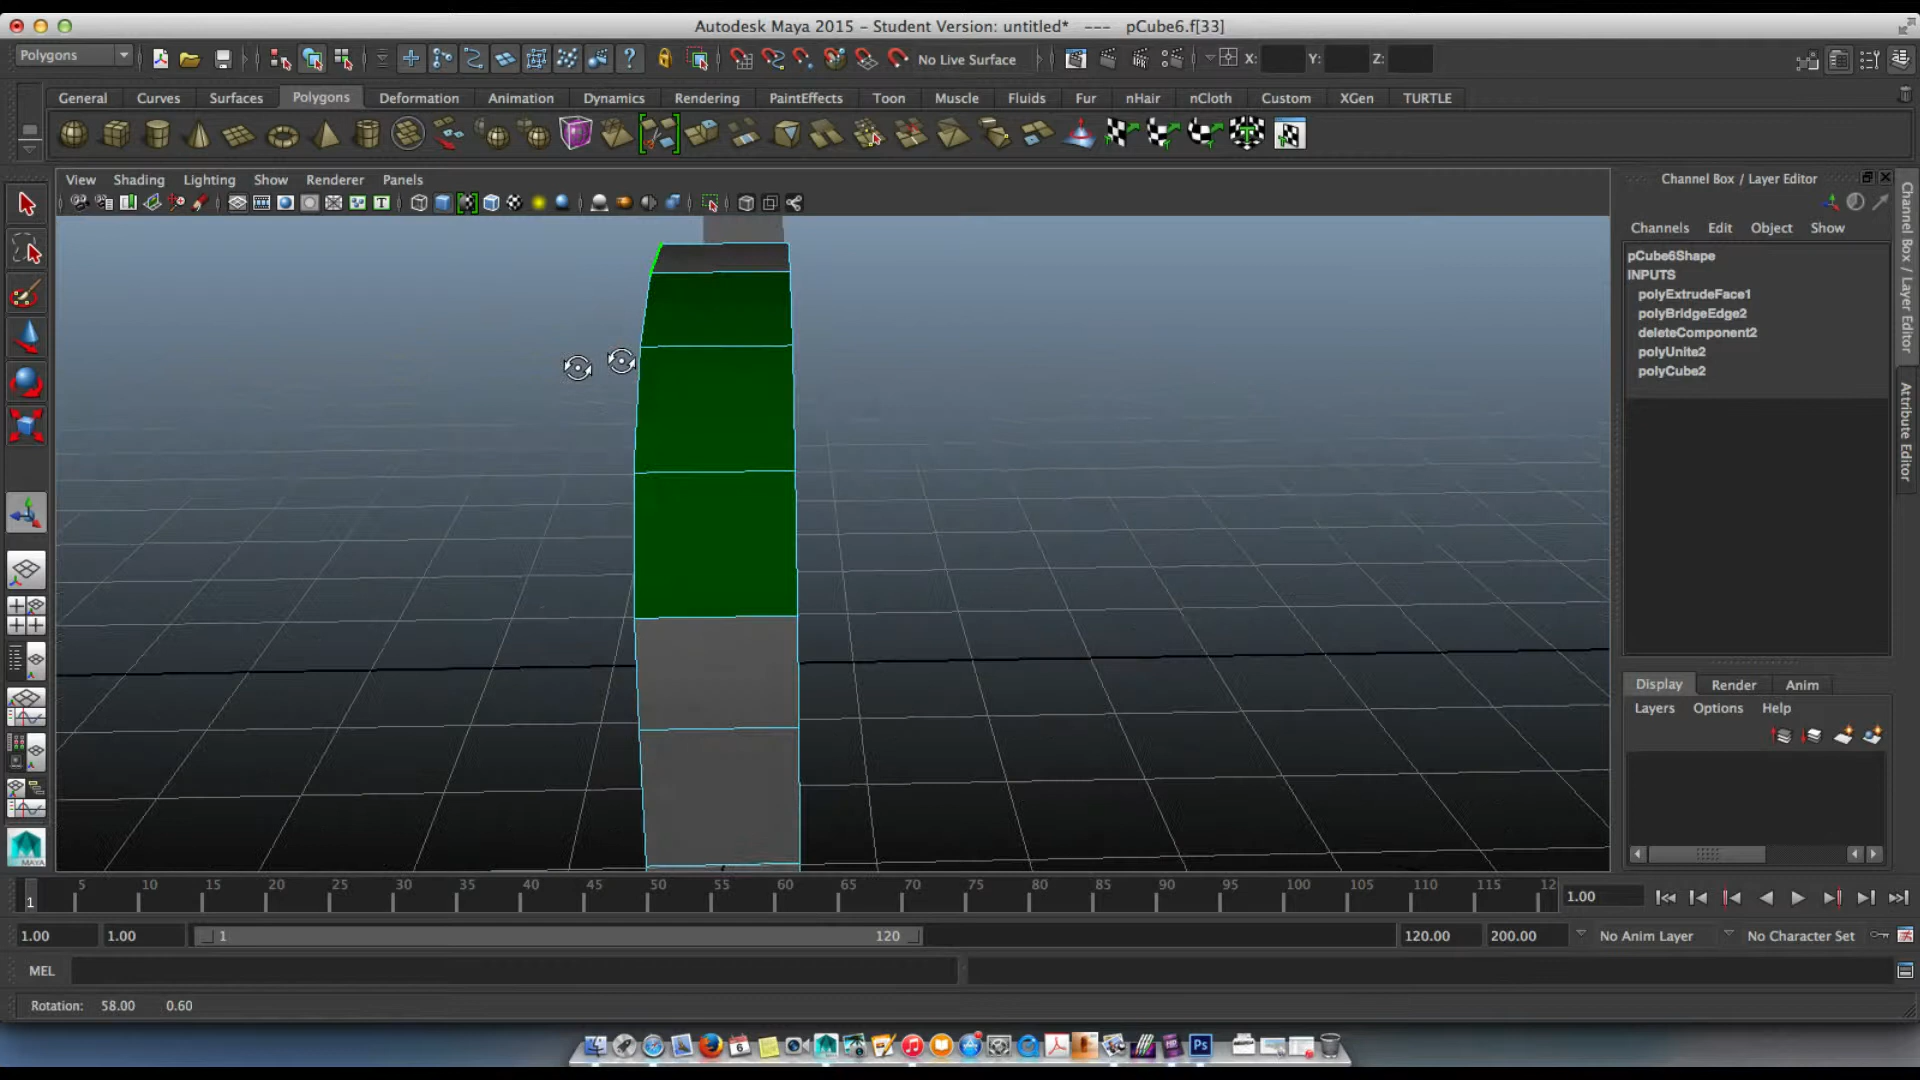 Autodesk Maya 2015 - Student Version: untitled* --- pCube6.f[33]
Polygons No Live Surface X: Y: Z:
General Curves Surfaces Polygons Deformation Animation Dynamics Rendering PaintEffects Toon Muscle Fluids Fur nHair nCloth Custom XGen TURTLE
View Shading Lighting Show Renderer Panels
Channel Box / Layer Editor
Channels Edit Object Show
pCube6Shape
INPUTS
polyExtrudeFace1
polyBridgeEdge2
deleteComponent2
polyUnite2
polyCube2
Channel Box / Layer Editor
Attribute Editor
Display Render Anim
Layers Options Help
MAYA
1 5 10 15 20 25 30 35 40 45 50 55 60 65 70 75 80 85 90 95 100 105 110 115 12
1.00
1.00 1.00 1 120 120.00 200.00 No Anim Layer No Character Set
MEL
Rotation: 58.00 0.60
6
Ps